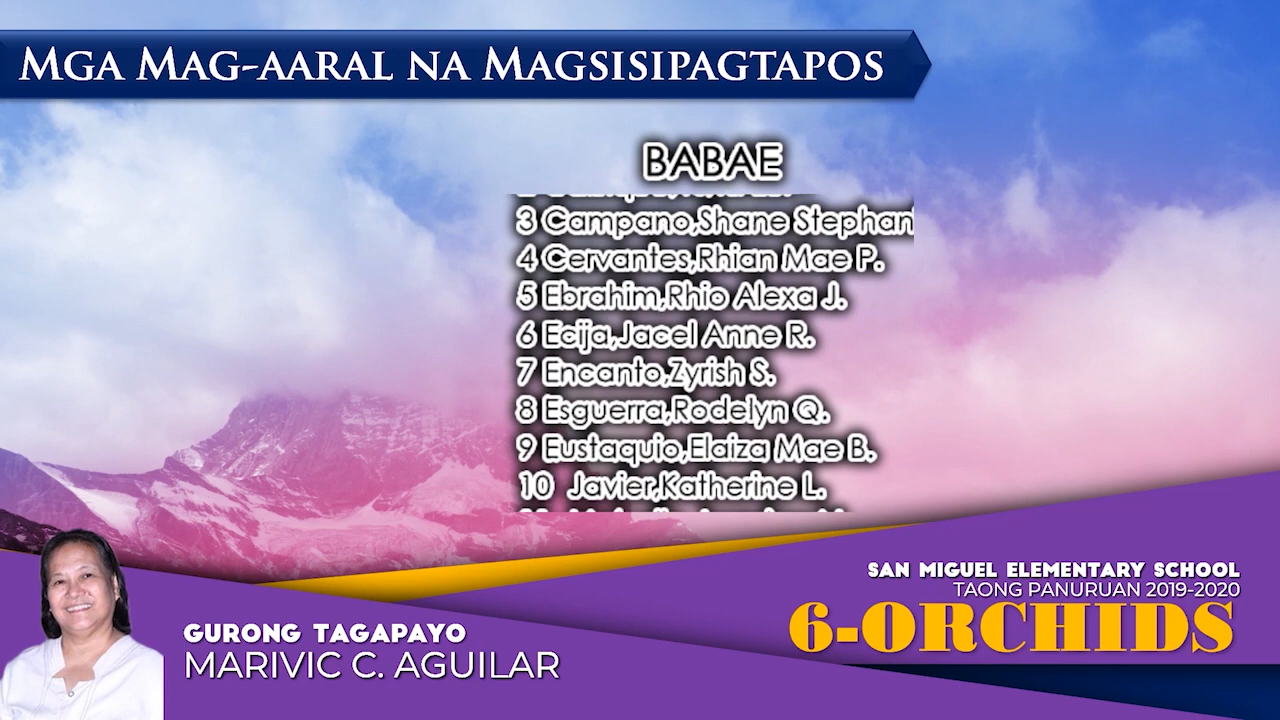 MGA MAG-AARAL NA MAGSISIPAGTAPOS
BABAE
3 Campano,Shane Stephan
4 Cervantes,Rhian Mae P.
5 Ebrahim,Rhio Alexa J.
6 Ecija,Jacel Anne R.
7 Encanto,Zyrish S.
8 Esguerra,Rodelyn Q.
9 Eustaquio,Elaiza Mae B.
10 Javier,Katherine L.
SAN MIGUEL ELEMENTARY SCHOOL
TAONG PANURUAN 2019-2020
6-ORCHIDS
GURONG TAGAPAYO
MARIVIC C. AGUILAR